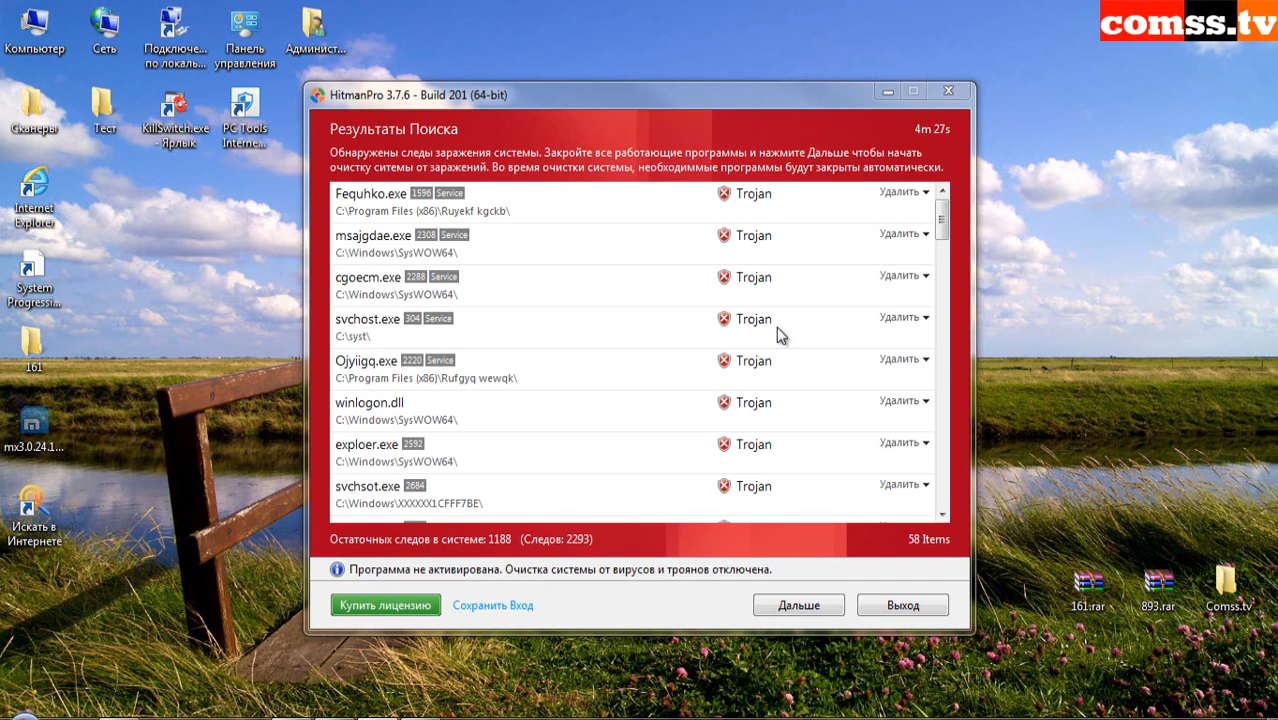 comss.tv
Компьютер
Сеть
Подключе...
по локаль...
Панель
управления
Админист...
Сканеры
Тест
KillSwitch.exe
- Ярлык
PC Tools
Interne...
Internet
Explorer
System
Progressi...
161
mx3.0.24.1...
Искать в
Интернете
HitmanPro 3.7.6 - Build 201 (64-bit)
Результаты Поиска
4m 27s
Обнаружены следы заражения системы. Закройте все работающие программы и нажмите Дальше чтобы начать
очистку ситемы от заражений. Во время очистки системы, необходимые программы будут закрыты автоматически.
Fequhko.exe 1596 Service Trojan Удалить
C:\Program Files (x86)\Ruyekf kgckb\
msajgdae.exe 2308 Service Trojan Удалить
C:\Windows\SysWOW64\
cgoecm.exe 2288 Service Trojan Удалить
C:\Windows\SysWOW64\
svchost.exe 304 Service Trojan Удалить
C:\syst\
Ojyiigq.exe 2220 Service Trojan Удалить
C:\Program Files (x86)\Rufgyq wewqk\
winlogon.dll Trojan Удалить
C:\Windows\SysWOW64\
exploer.exe 2592 Trojan Удалить
C:\Windows\SysWOW64\
svchsot.exe 2684 Trojan Удалить
C:\Windows\XXXXXX1CFFF7BE\
Остаточных следов в системе: 1188 (Следов: 2293)
58 Items
Программа не активирована. Очистка системы от вирусов и троянов отключена.
Купить лицензию
Сохранить Вход
Дальше
Выход
161.rar
893.rar
Comss.tv